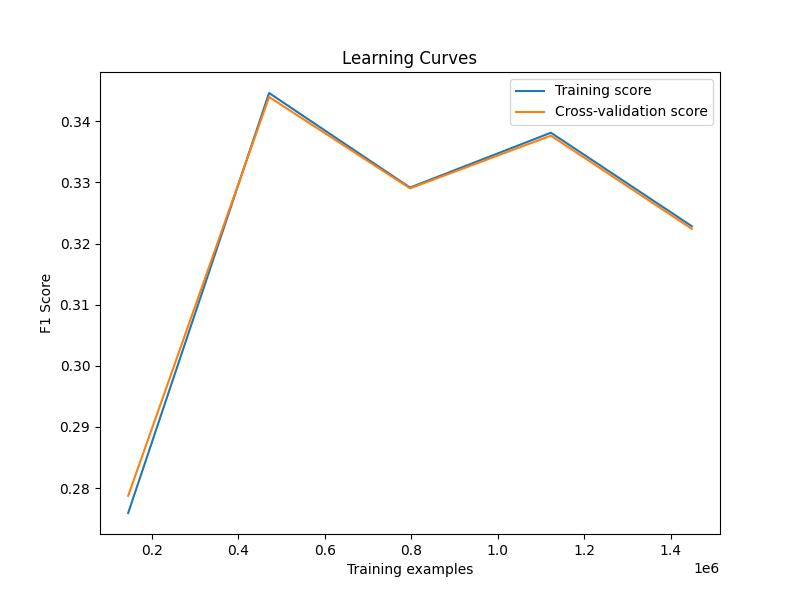 Learning Curves
Training score
Cross-validation score
F1 Score
0.34
0.33
0.32
0.31
0.30
0.29
0.28
0.2 0.4 0.6 0.8 1.0 1.2 1.4
1e6
Training examples